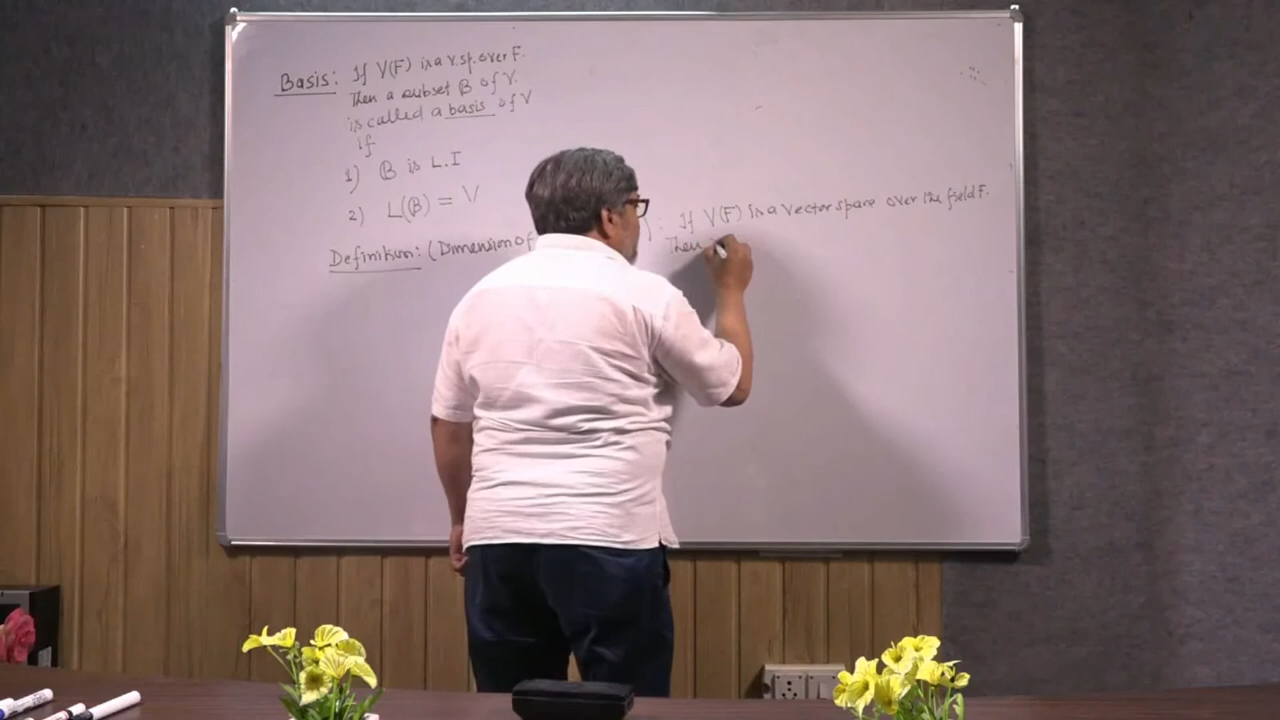 Basis: If V(F) is a v.sp. over F.
Then a subset B of V
is called a basis of V
if
1) B is L.I
2) L(B) = V
Definition: (Dimension of ) : If V(F) is a vector space over the field F.
Then